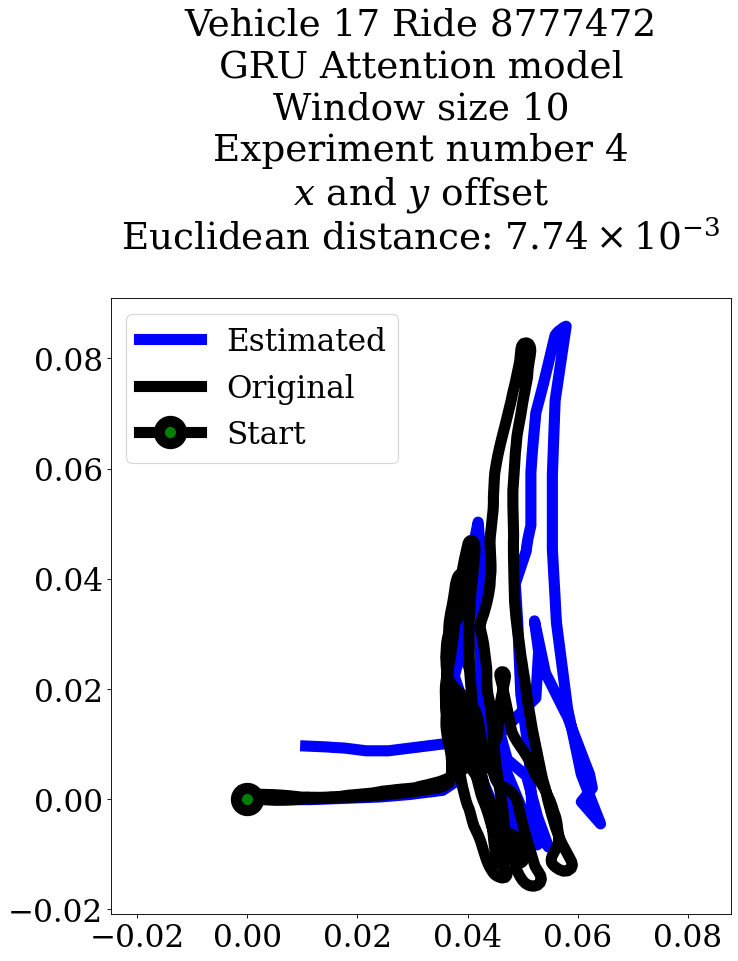 Vehicle 17 Ride 8777472
GRU Attention model
Window size 10
Experiment number 4
x and y offset
Euclidean distance: 7.74 × 10⁻³
Estimated
Original
Start
0.08
0.06
0.04
0.02
0.00
−0.02
−0.02 0.00 0.02 0.04 0.06 0.08